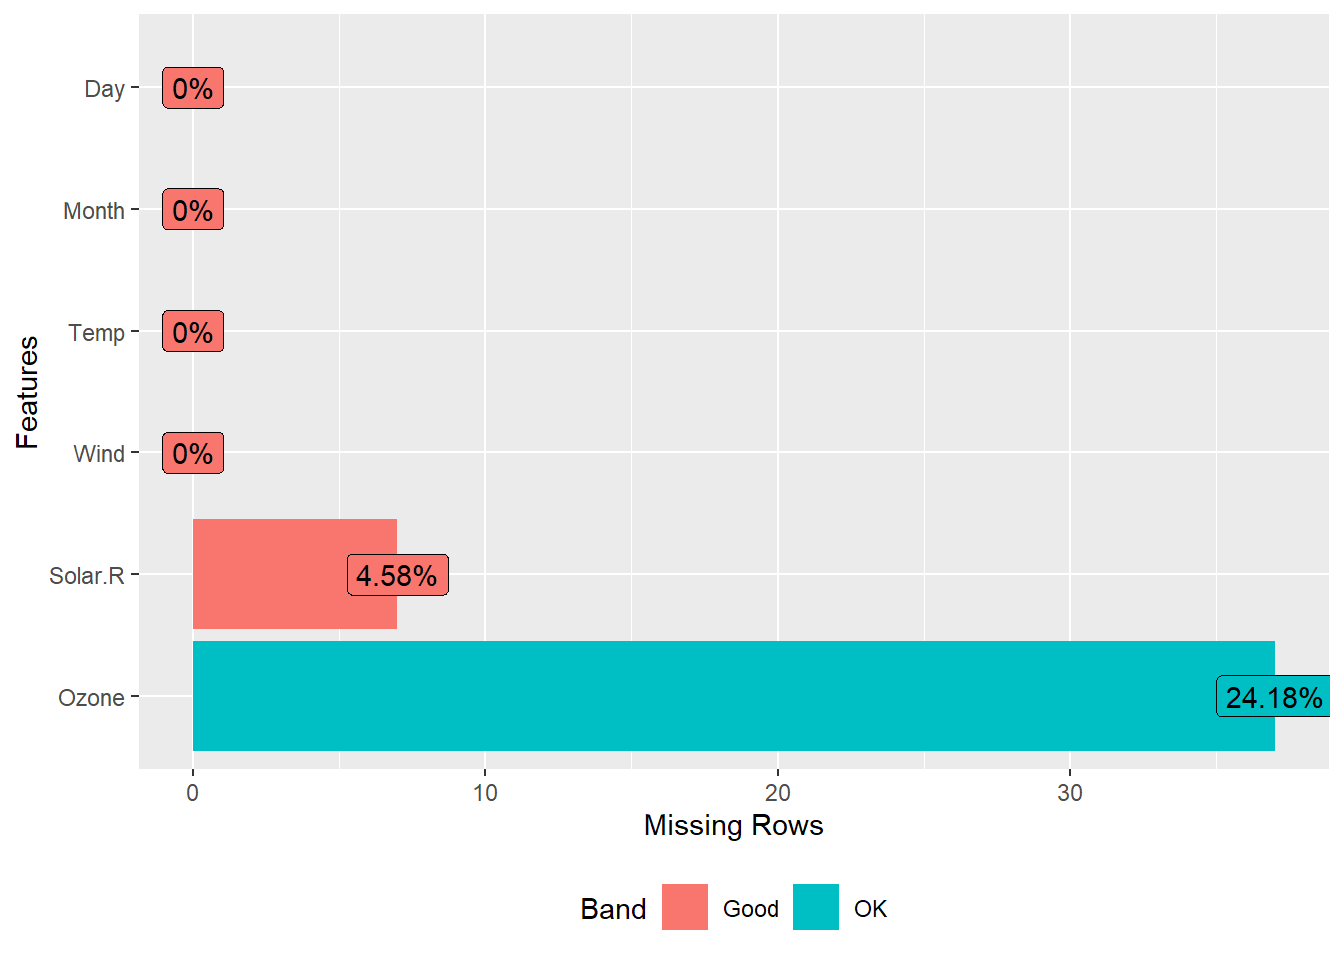 Features
Day
0%
Month
0%
Temp
0%
Wind
0%
Solar.R
4.58%
Ozone
24.18%
0 10 20 30
Missing Rows
Band Good OK